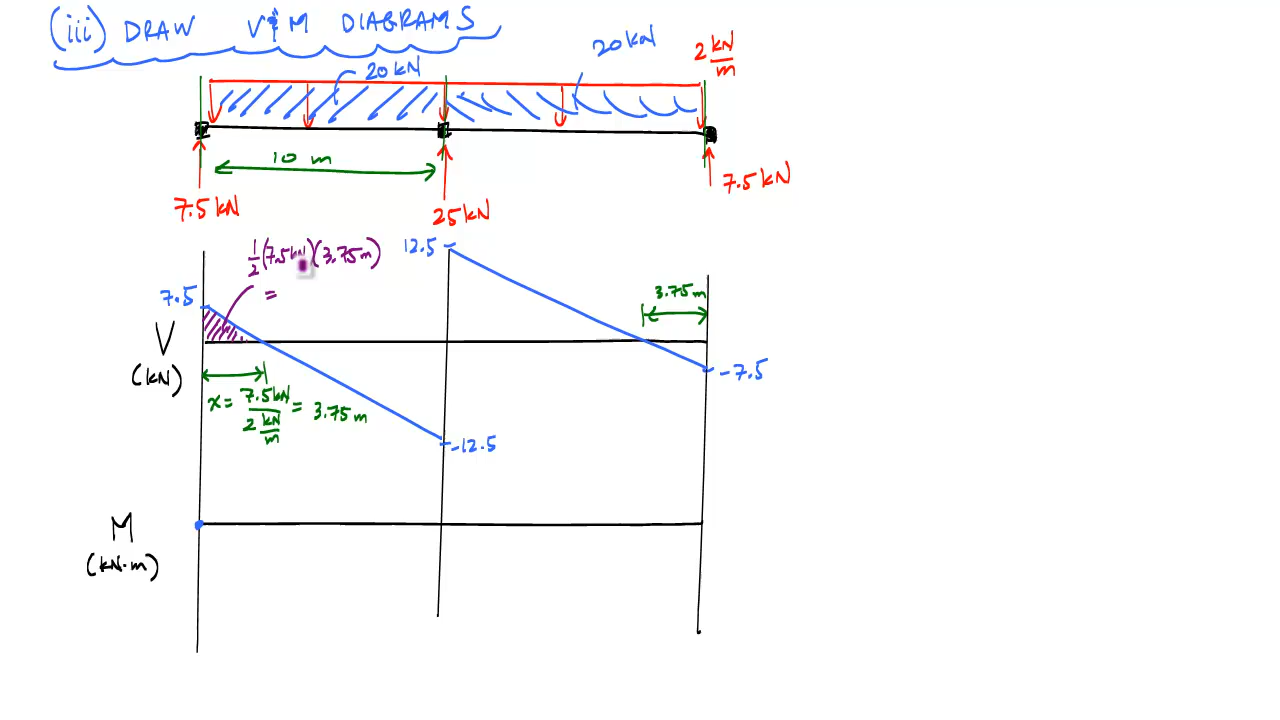 (iii) DRAW V & M DIAGRAMS
20 kN
20 kN
2 kN/m
10 m
7.5 kN
25 kN
7.5 kN
1/2 (7.5 kN)(3.75 m)
=
12.5
7.5
V
(kN)
3.75 m
-7.5
x = 7.5 kN / 2 kN/m = 3.75 m
-12.5
M
(kN·m)